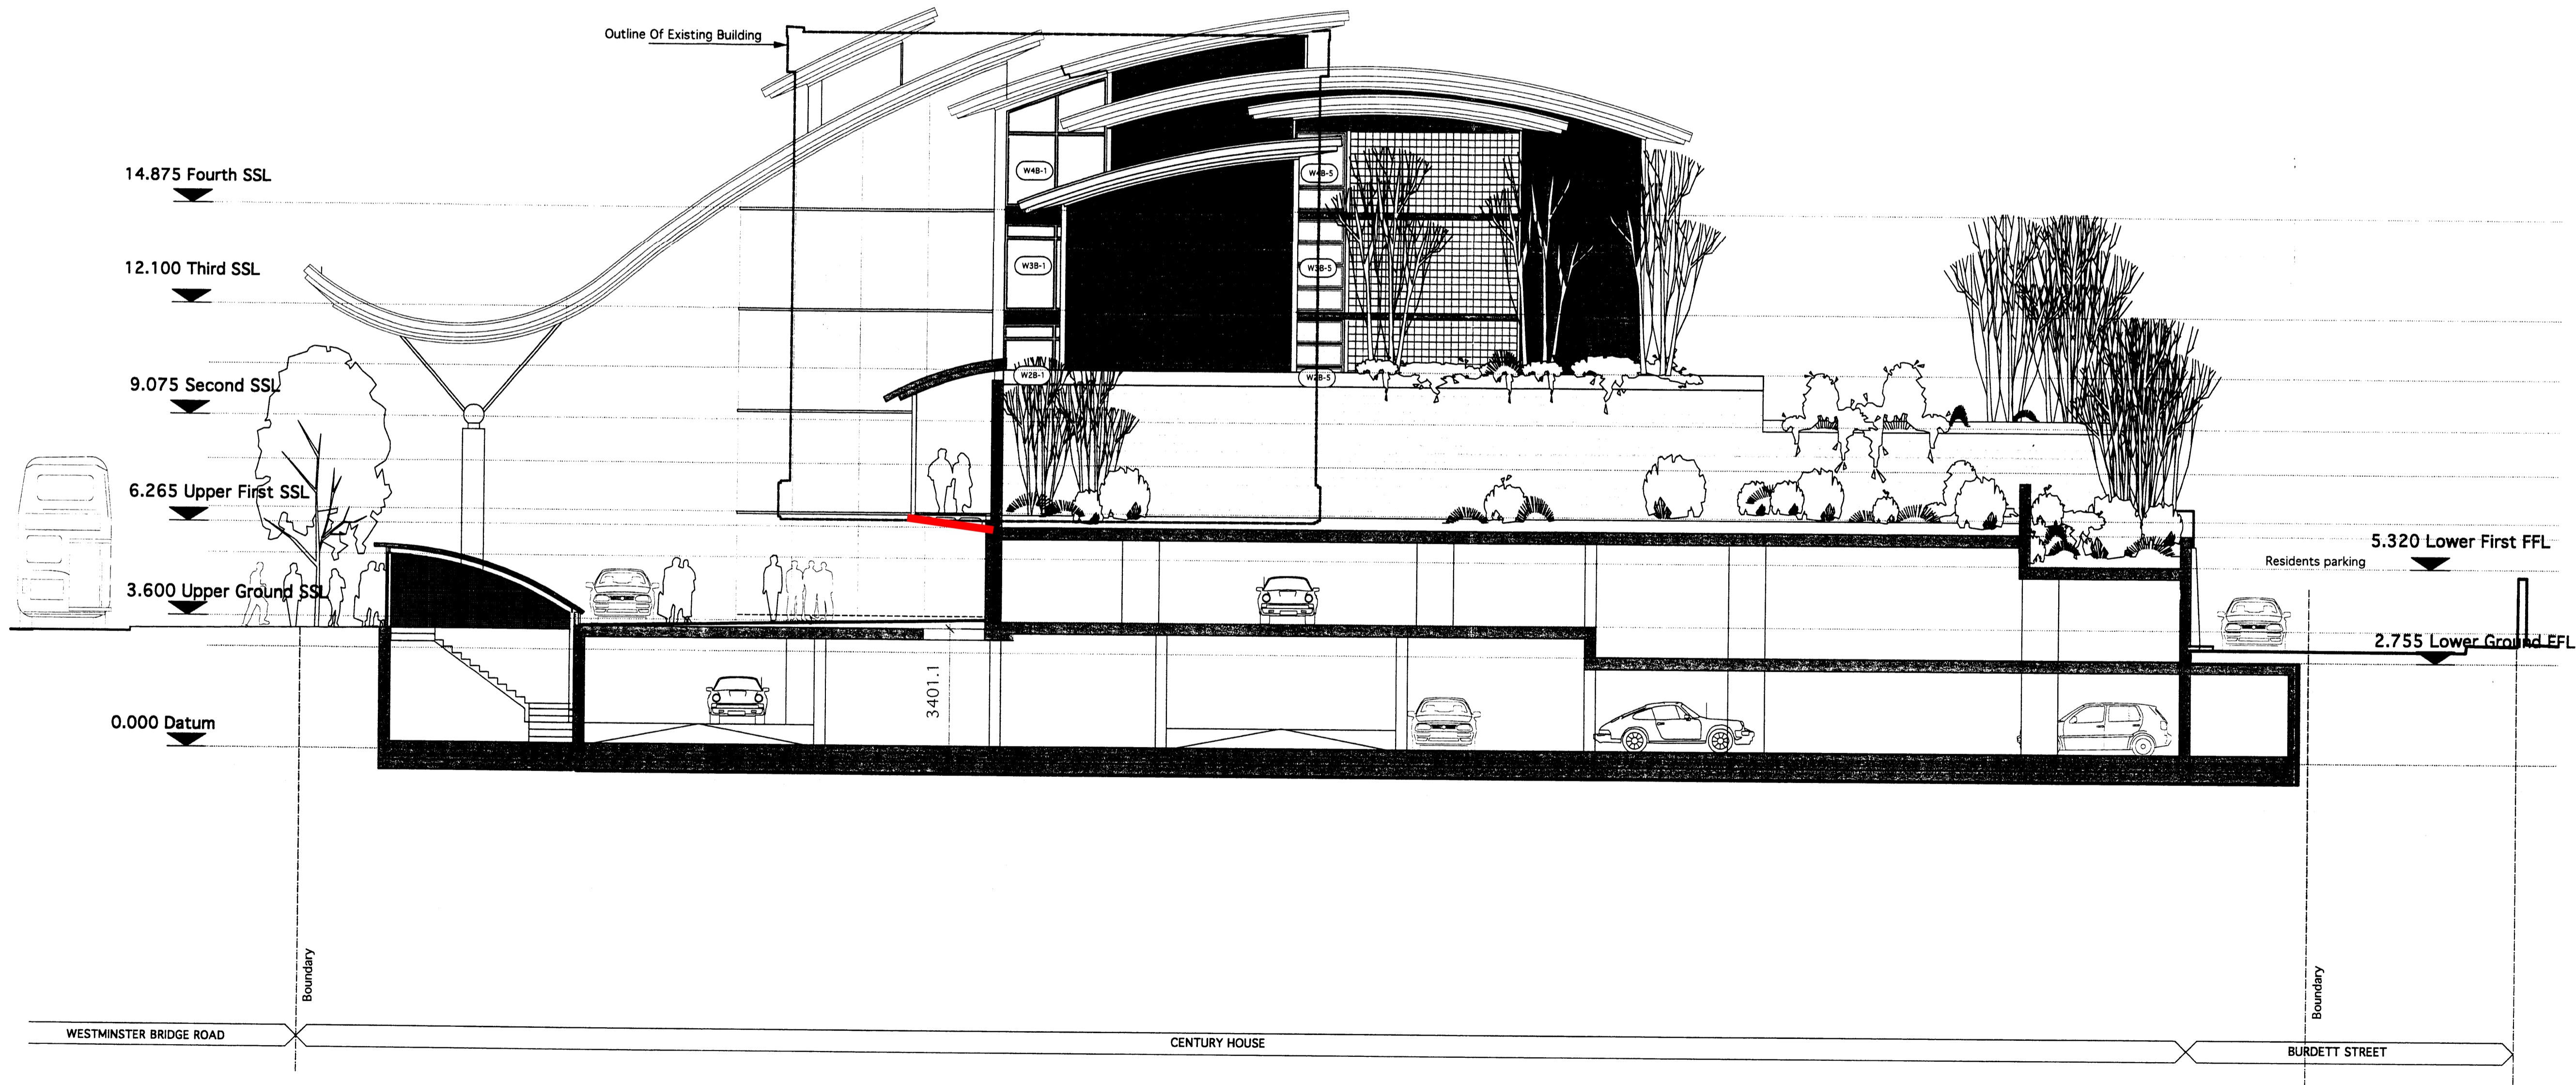 Outline Of Existing Building
14.875 Fourth SSL
W4B-1
W4B-5
12.100 Third SSL
W3B-1
W3B-5
9.075 Second SSL
W2B-1
W2B-5
6.265 Upper First SSL
5.320 Lower First FFL
Residents parking
3.600 Upper Ground SSL
2.755 Lower Ground FFL
3401.1
0.000 Datum
Boundary
Boundary
WESTMINSTER BRIDGE ROAD
CENTURY HOUSE
BURDETT STREET